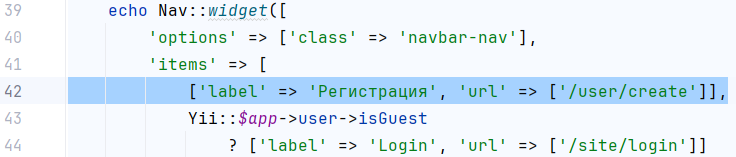 39 echo Nav::widget([
40 'options' => ['class' => 'navbar-nav'],
41 'items' => [
42 ['label' => 'Регистрация', 'url' => ['/user/create']],
43 Yii::$app->user->isGuest
44 ? ['label' => 'Login', 'url' => ['/site/login']]